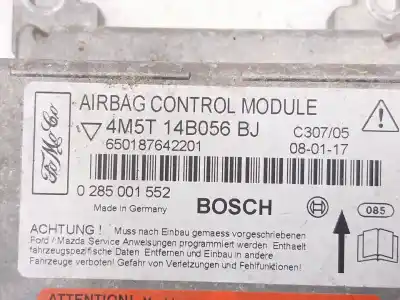 FoMoCo
AIRBAG CONTROL MODULE
4M5T 14B056 BJ
C307/05
650187642201
08-01-17
0 285 001 552
Made in Germany
BOSCH
085
ACHTUNG! Muss nach Einbau gemaess vorgeschriebenen
Ford / Mazda Service Anweisungen programmiert werden. Enthaelt
fahrzeugspezifische Daten. Entfernen und Einbau in andere
Fahrzeuge verboten! Gefahr von Verletzungen und Fehlfunktionen!
ATTENTION!